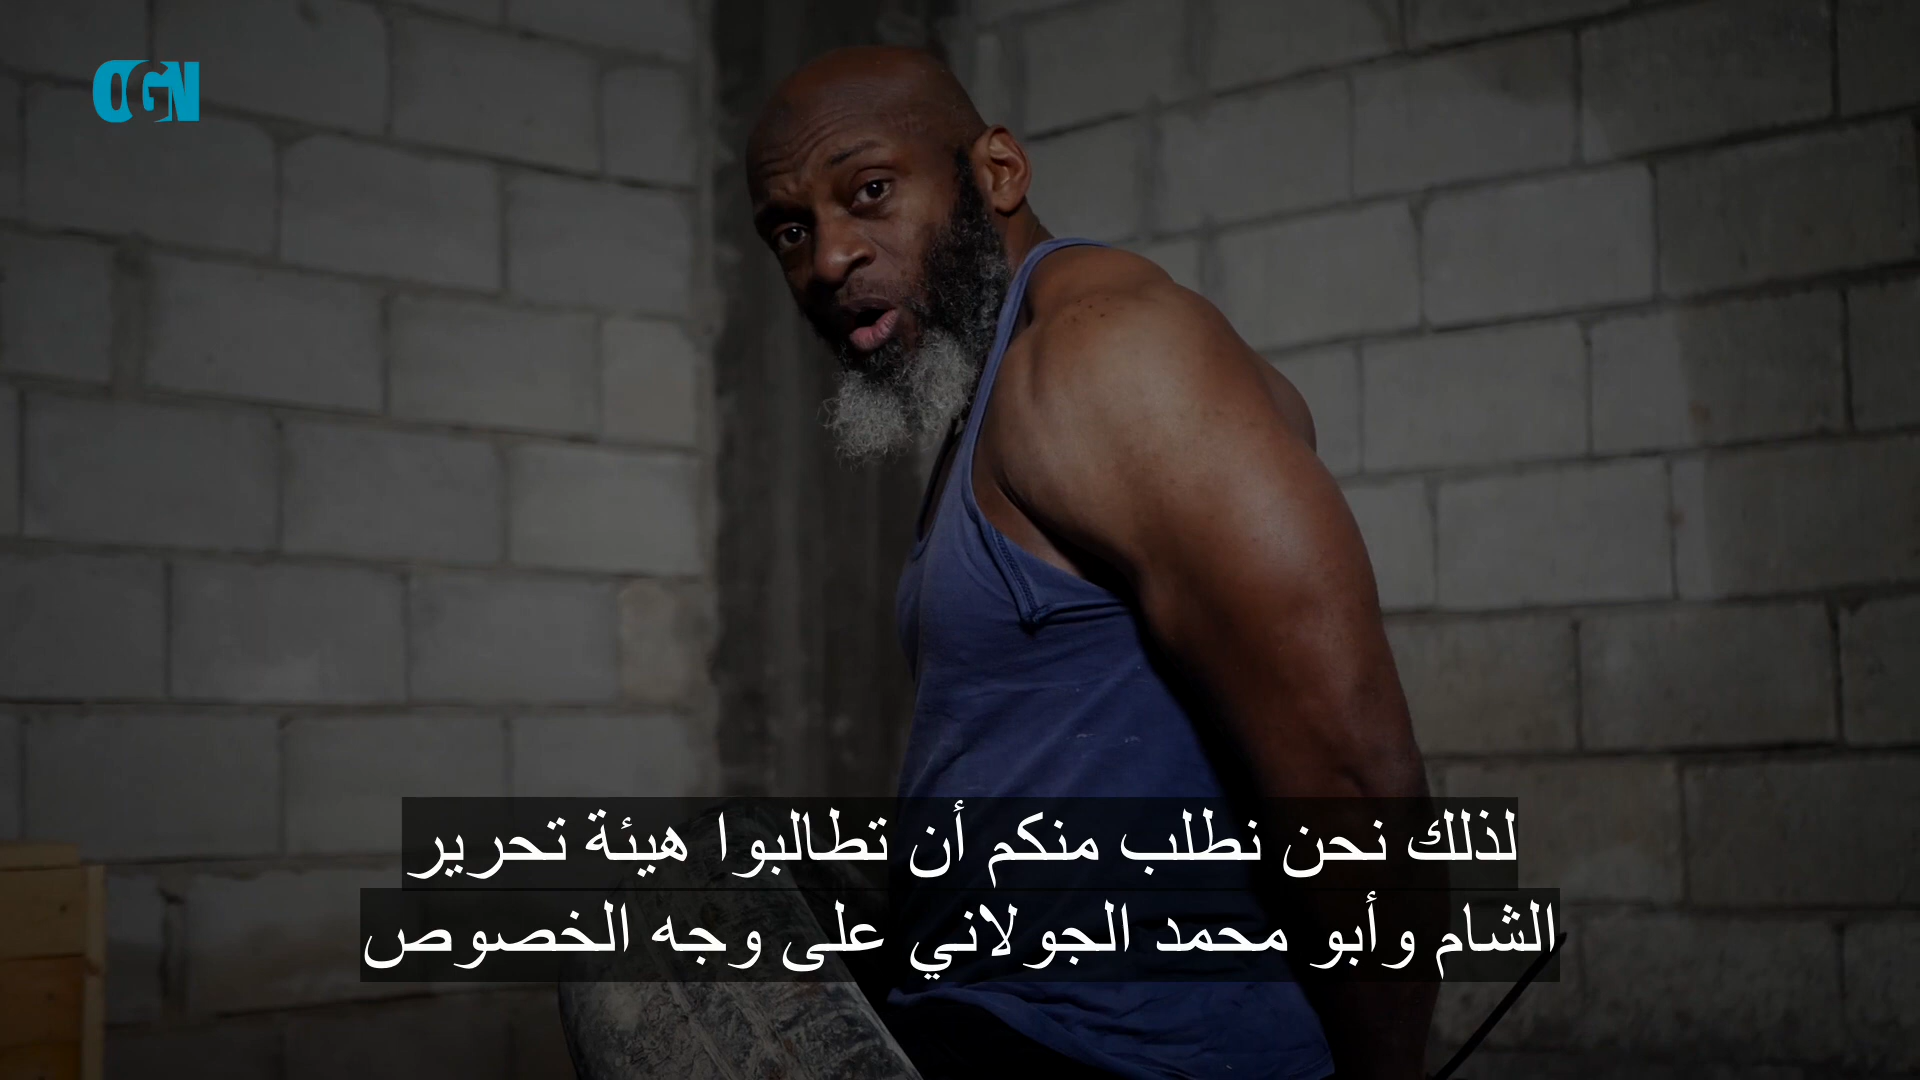 OGN
لذلك نحن نطلب منكم أن تطالبوا هيئة تحرير
الشام وأبو محمد الجولاني على وجه الخصوص